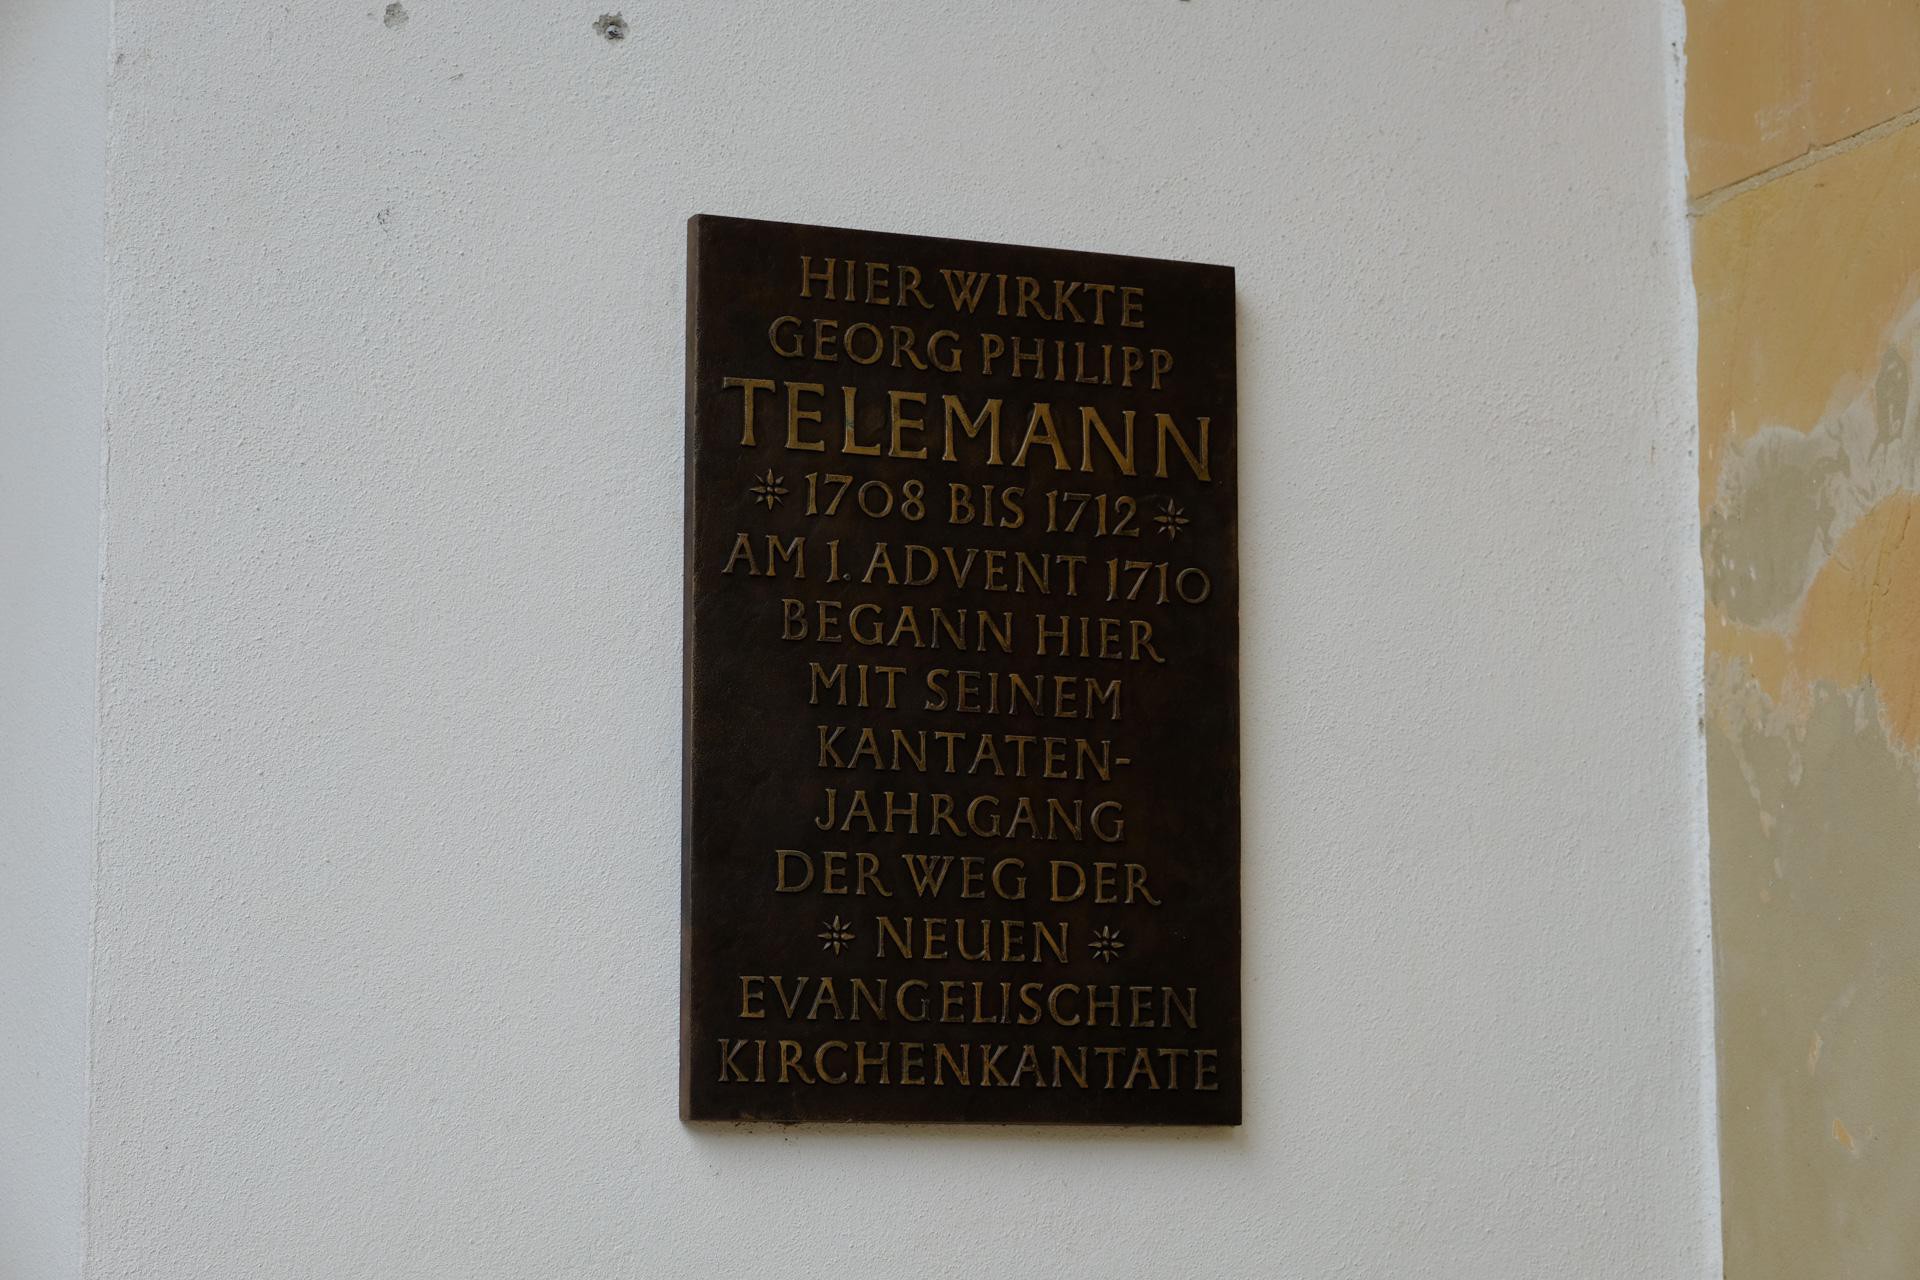 HIER WIRKTE
GEORG PHILIPP
TELEMANN
* 1708 BIS 1712 *
AM 1. ADVENT 1710
BEGANN HIER
MIT SEINEM
KANTATEN-
JAHRGANG
DER WEG DER
* NEUEN *
EVANGELISCHEN
KIRCHENKANTATE